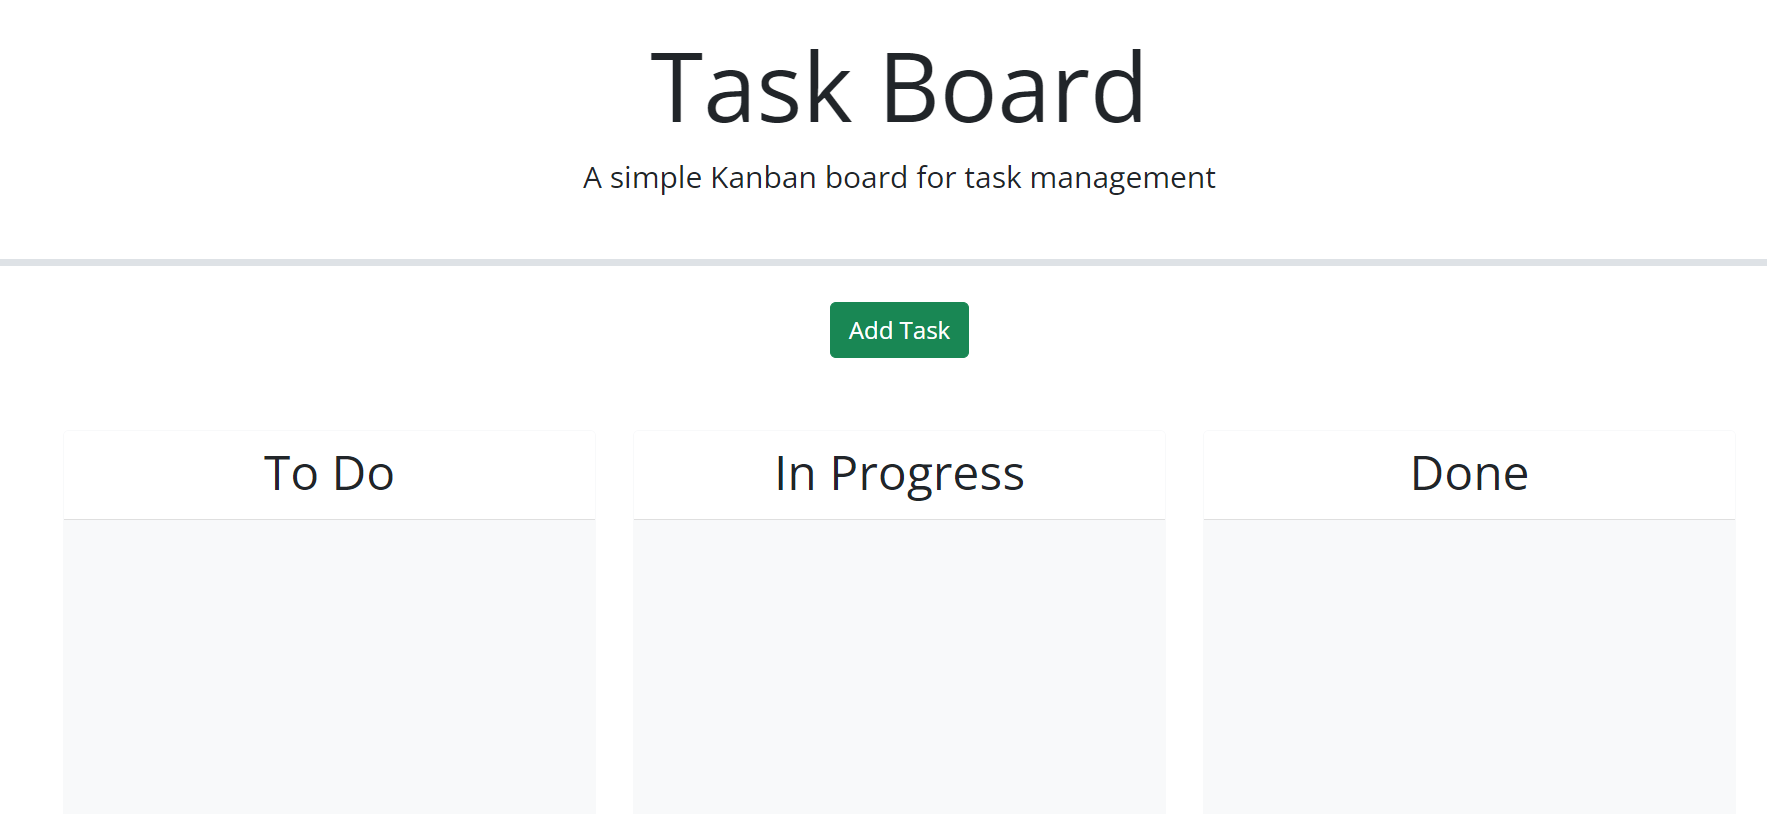 Task Board
A simple Kanban board for task management
Add Task
To Do
In Progress
Done